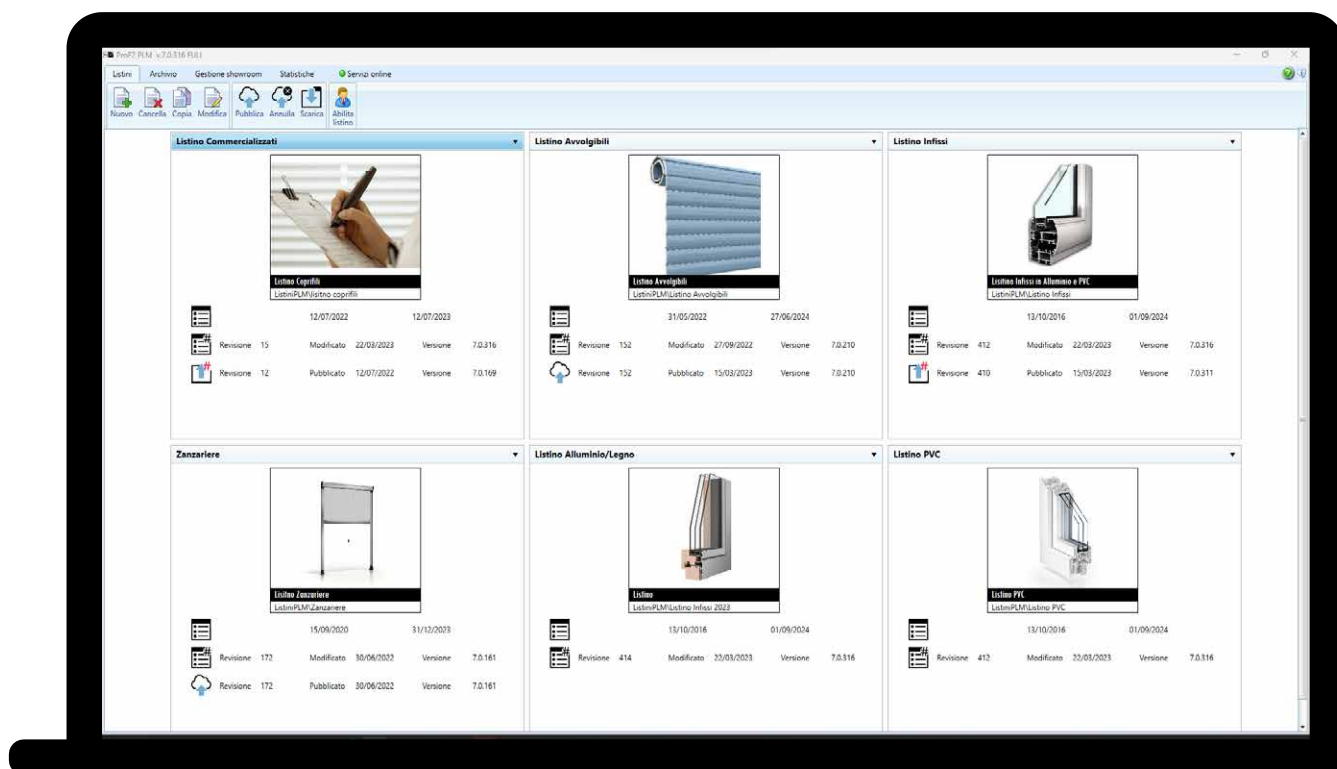 ProF2 PLM v.7.0.316 FULL
Listini Archivio Gestione showroom Statistiche Servizi online
Nuovo Cancella Copia Modifica Pubblica Annulla Scarica Abilita listino
Listino Commercializzati
Listino Coprifili
ListiniPLM\lisitno coprifili
12/07/2022 12/07/2023
Revisione 15 Modificato 22/03/2023 Versione 7.0.316
Revisione 12 Pubblicato 12/07/2022 Versione 7.0.169
Listino Avvolgibili
Listino Avvolgibili
ListiniPLM\Listino Avvolgibili
31/05/2022 27/06/2024
Revisione 152 Modificato 27/09/2022 Versione 7.0.210
Revisione 152 Pubblicato 15/03/2023 Versione 7.0.210
Listino Infissi
Lisitino Infissi in Alluminio e PVC
ListiniPLM\Listino Infissi
13/10/2016 01/09/2024
Revisione 412 Modificato 22/03/2023 Versione 7.0.316
Revisione 410 Pubblicato 15/03/2023 Versione 7.0.311
Zanzariere
Lisitno Zanzariere
ListiniPLM\Zanzariere
15/09/2020 31/12/2023
Revisione 172 Modificato 30/06/2022 Versione 7.0.161
Revisione 172 Pubblicato 30/06/2022 Versione 7.0.161
Listino Alluminio/Legno
Listino
ListiniPLM\Listino Infissi 2023
13/10/2016 01/09/2024
Revisione 414 Modificato 22/03/2023 Versione 7.0.316
Listino PVC
Listino PVC
ListiniPLM\Listino PVC
13/10/2016 01/09/2024
Revisione 412 Modificato 22/03/2023 Versione 7.0.316